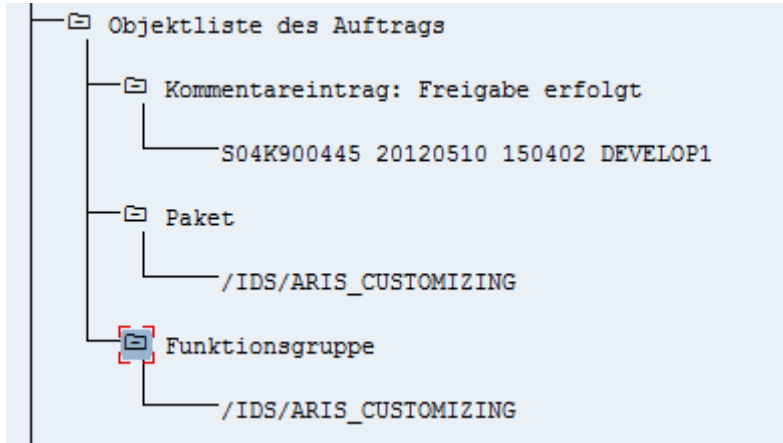 Objektliste des Auftrags
Kommentareintrag: Freigabe erfolgt
S04K900445 20120510 150402 DEVELOP1
Paket
/IDS/ARIS_CUSTOMIZING
Funktionsgruppe
/IDS/ARIS_CUSTOMIZING